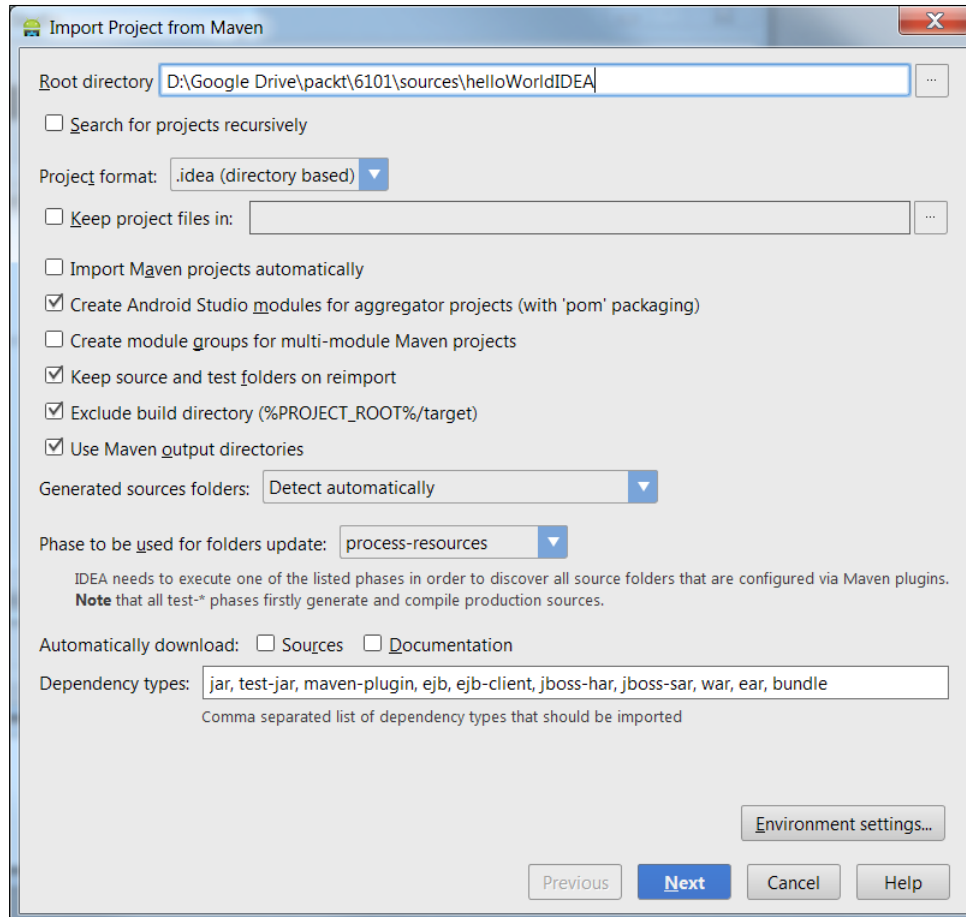 Import Project from Maven
X
Root directory D:\Google Drive\packt\6101\sources\helloWorldIDEA ...
Search for projects recursively
Project format: .idea (directory based)
Keep project files in: ...
Import Maven projects automatically
Create Android Studio modules for aggregator projects (with 'pom' packaging)
Create module groups for multi-module Maven projects
Keep source and test folders on reimport
Exclude build directory (%PROJECT_ROOT%/target)
Use Maven output directories
Generated sources folders: Detect automatically
Phase to be used for folders update: process-resources
IDEA needs to execute one of the listed phases in order to discover all source folders that are configured via Maven plugins.
Note that all test-* phases firstly generate and compile production sources.
Automatically download: Sources Documentation
Dependency types: jar, test-jar, maven-plugin, ejb, ejb-client, jboss-har, jboss-sar, war, ear, bundle
Comma separated list of dependency types that should be imported
Environment settings...
Previous Next Cancel Help